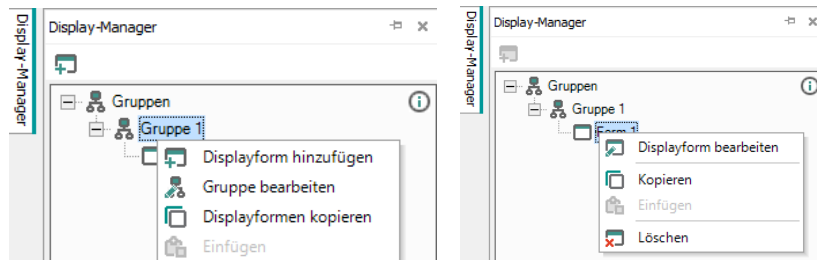 Display-Manager
Display-Manager
Gruppen
Gruppe 1
Displayform hinzufügen
Gruppe bearbeiten
Displayformen kopieren
Einfügen
Display-Manager
Display-Manager
Gruppen
Gruppe 1
Form 1
Displayform bearbeiten
Kopieren
Einfügen
Löschen